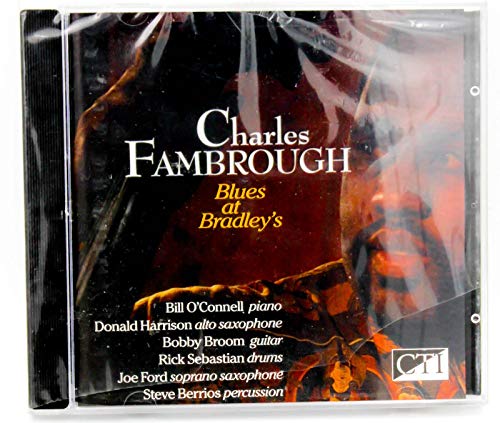 Charles
FAMBROUGH
Blues
at
Bradley's
Bill O'Connell piano
Donald Harrison alto saxophone
Bobby Broom guitar
Rick Sebastian drums
Joe Ford soprano saxophone
Steve Berrios percussion
CTI